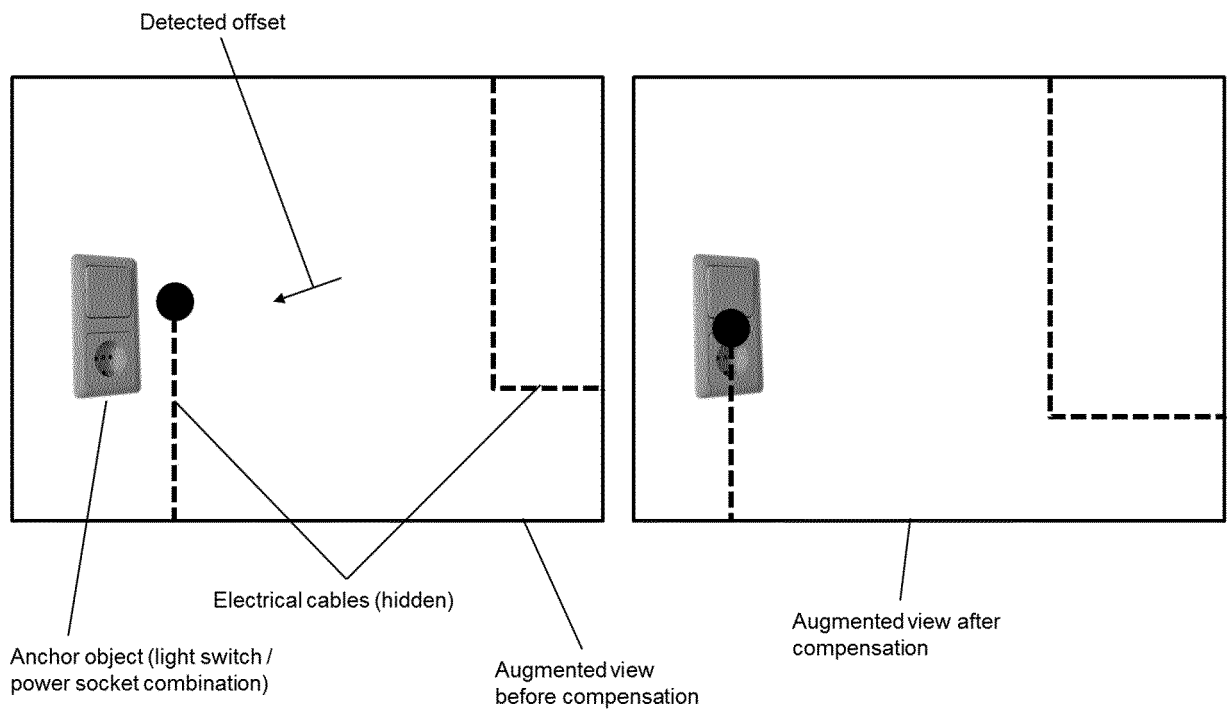 Detected offset
Electrical cables (hidden)
Anchor object (light switch /
power socket combination)
Augmented view
before compensation
Augmented view after
compensation